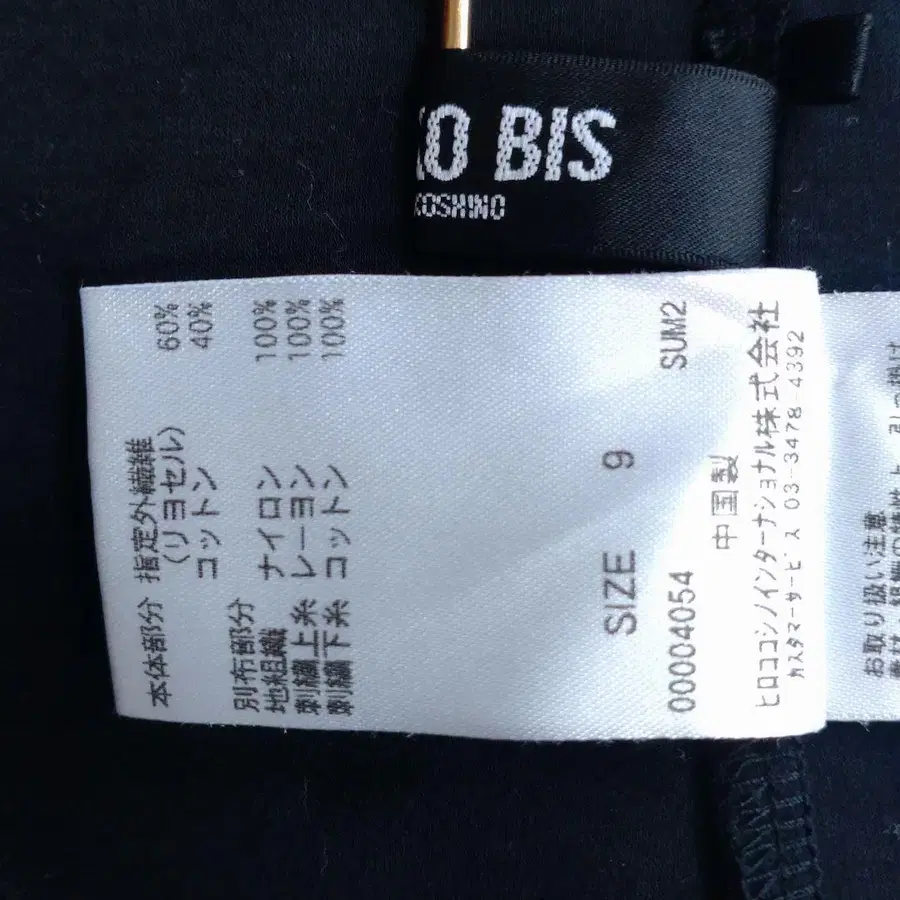 KO BIS
KOSHINO
本体部分 指定外繊維 60%
(リヨセル)
コットン 40%
別布部分
地組織 ナイロン 100%
刺繍上糸 レーヨン 100%
刺繍下糸 コットン 100%
SIZE 9
00004054 SUM2
中国製
ヒロココシノインターナショナル株式会社
カスタマーサービス 03-3478-4392
お取り扱い注意